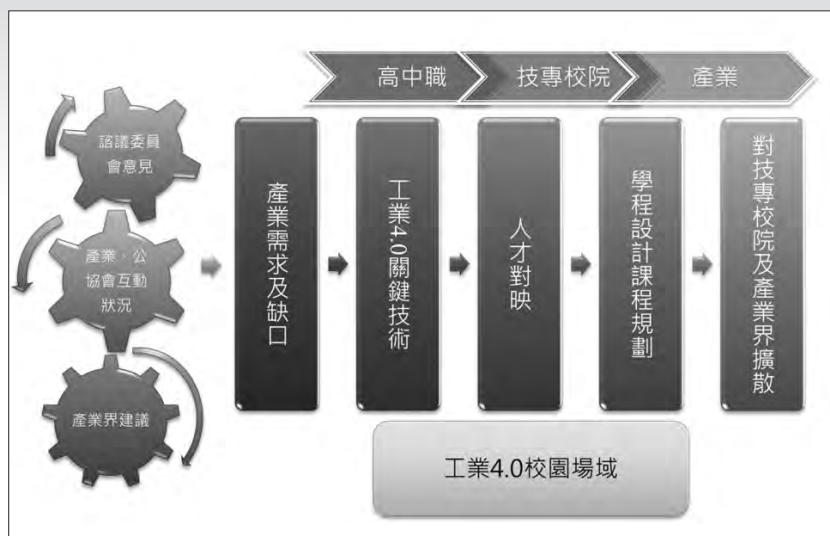 高中職
技專校院
產業
諮議委員
會意見
產業、公
協會互動
狀況
產業界建議
產業需求及缺口
工業4.0關鍵技術
人才對映
學程設計課程規劃
對技專校院及產業界擴散
工業4.0校園場域